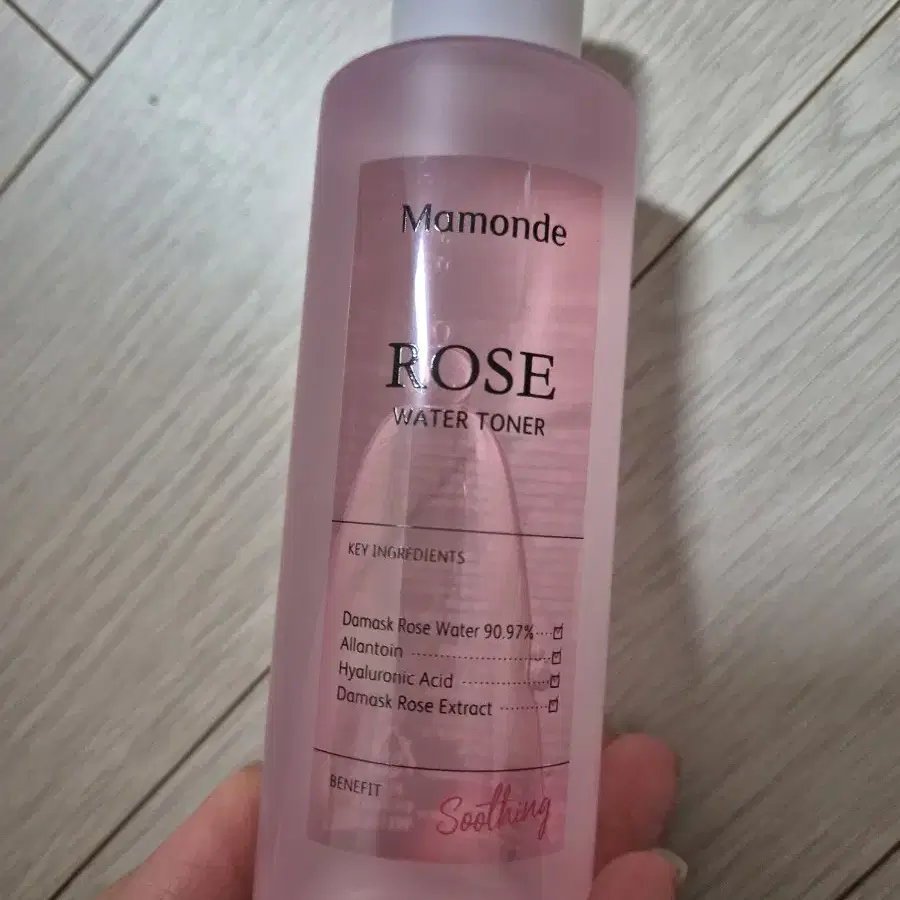 Mamonde
ROSE
WATER TONER
KEY INGREDIENTS
Damask Rose Water 90.97%
Allantoin
Hyaluronic Acid
Damask Rose Extract
BENEFIT
Soothing